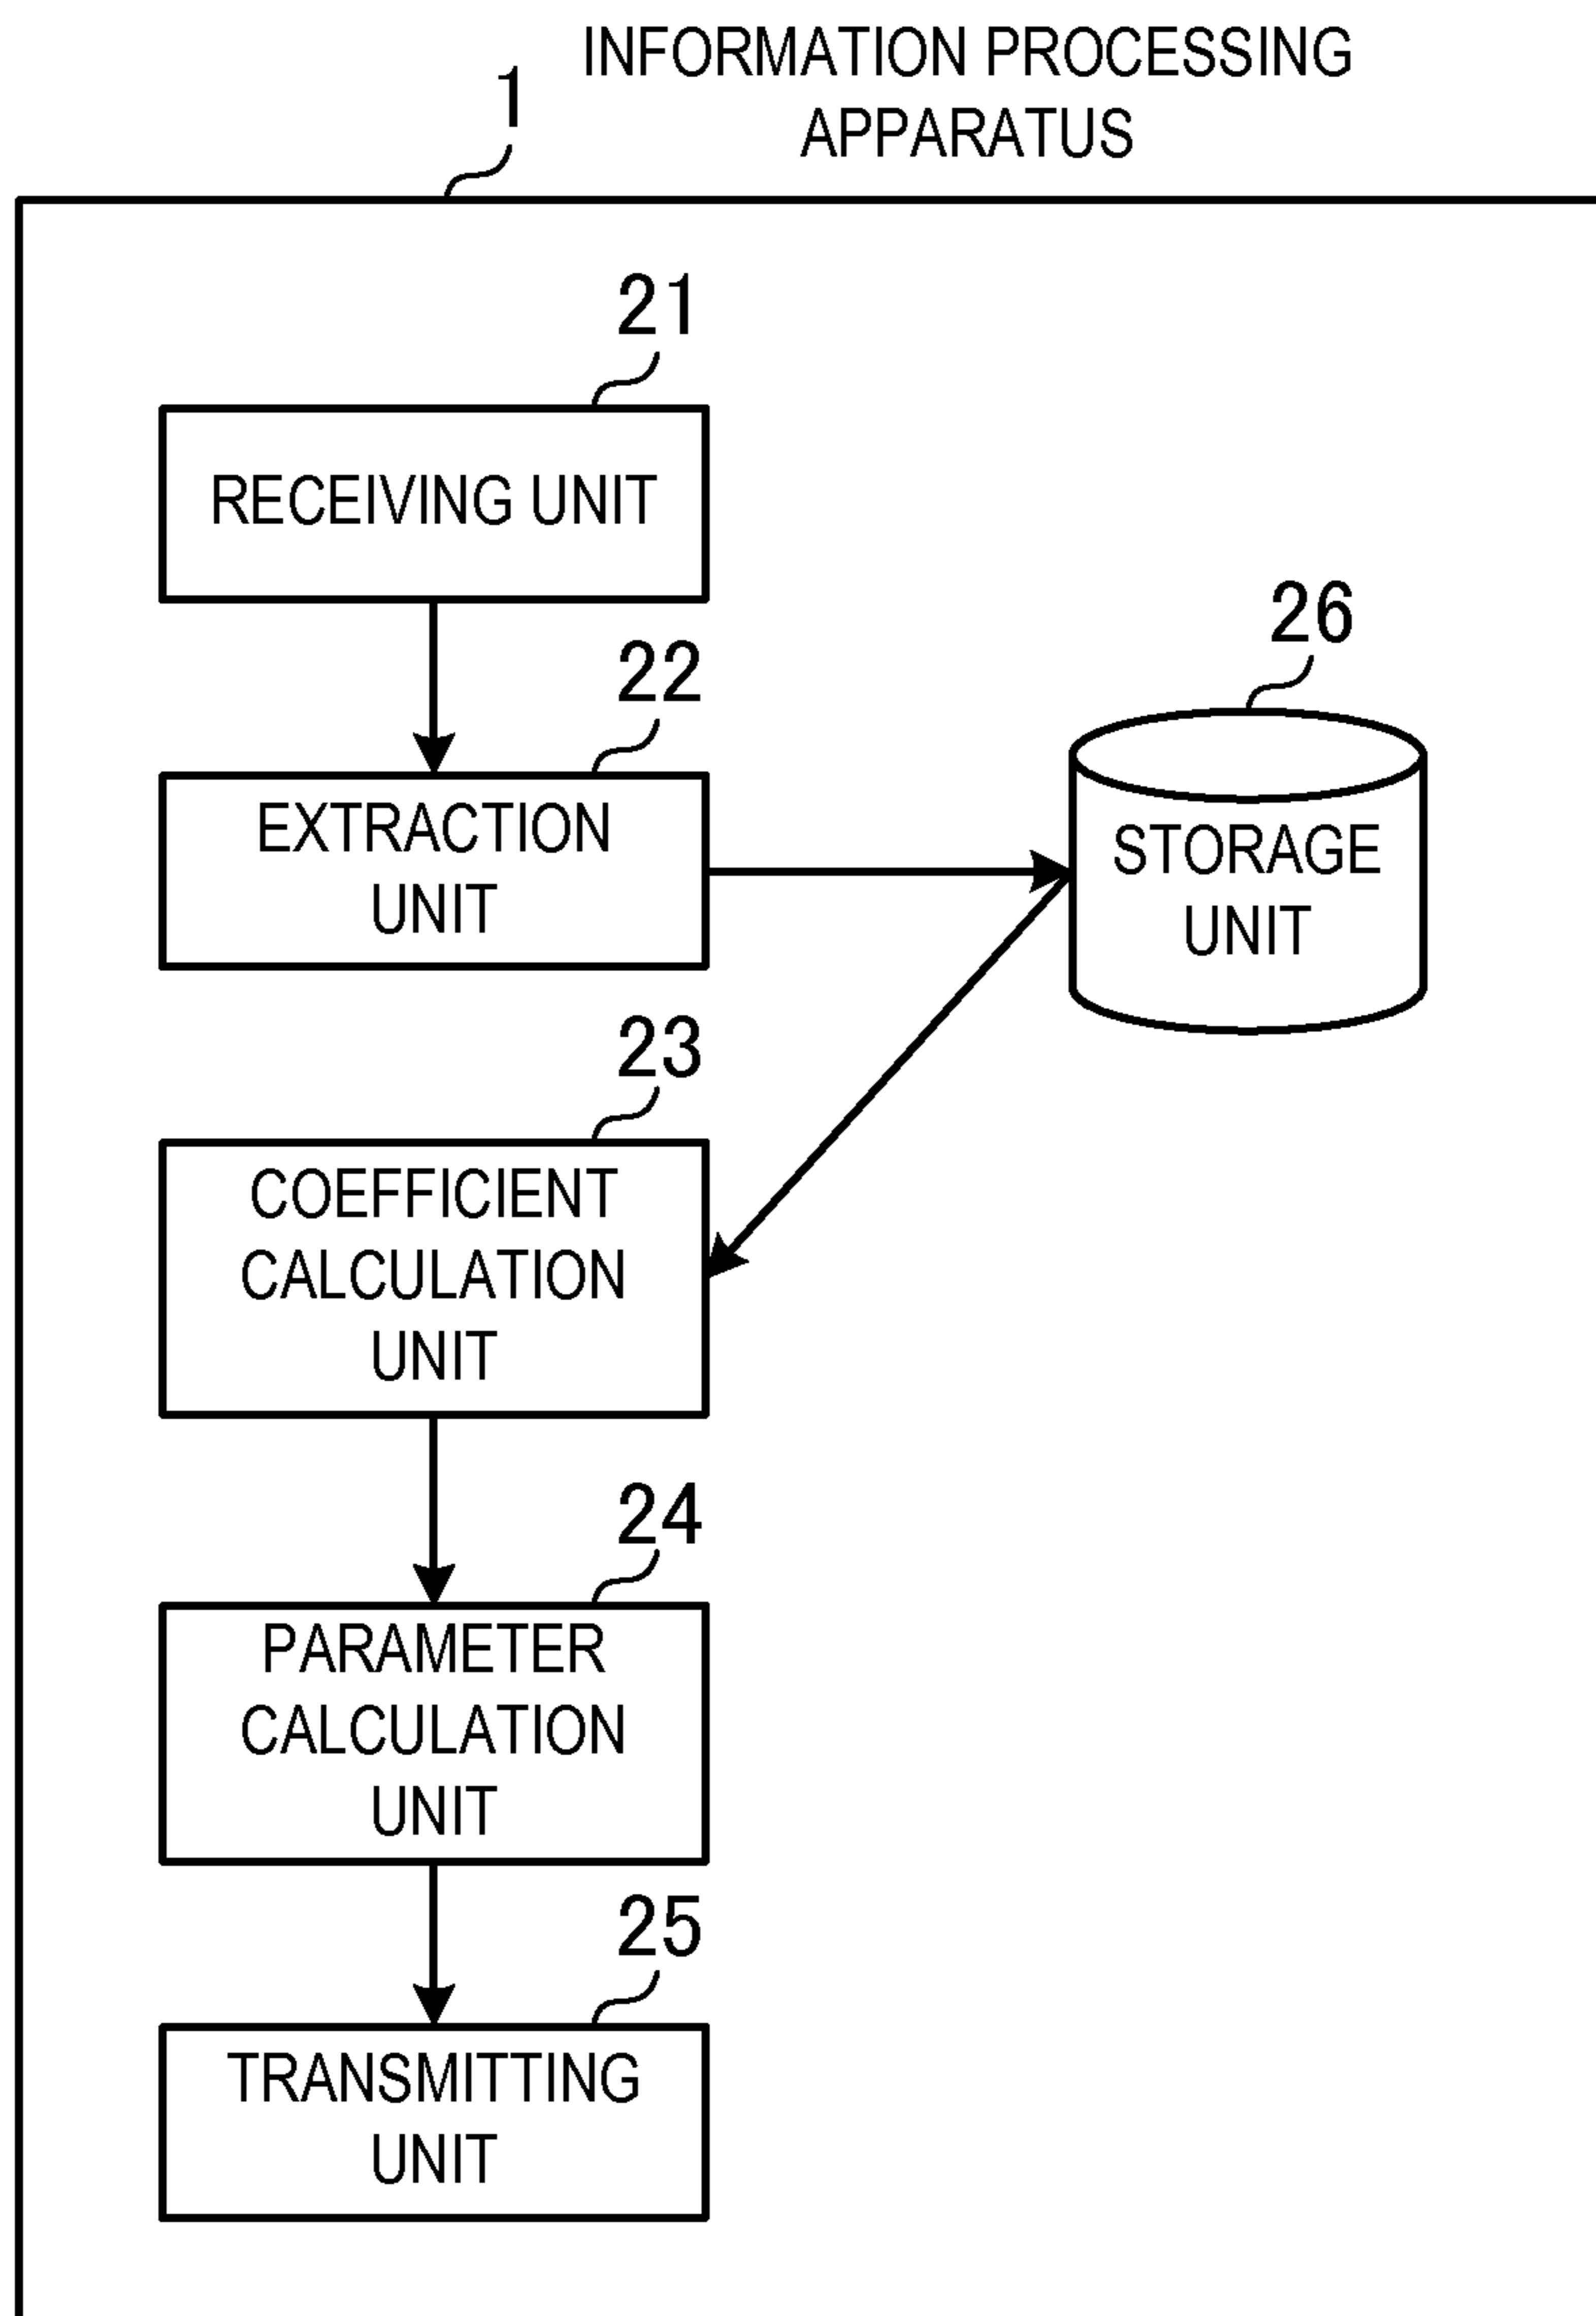 INFORMATION PROCESSING
APPARATUS
1
21
RECEIVING UNIT
22
EXTRACTION
UNIT
26
STORAGE
UNIT
23
COEFFICIENT
CALCULATION
UNIT
24
PARAMETER
CALCULATION
UNIT
25
TRANSMITTING
UNIT